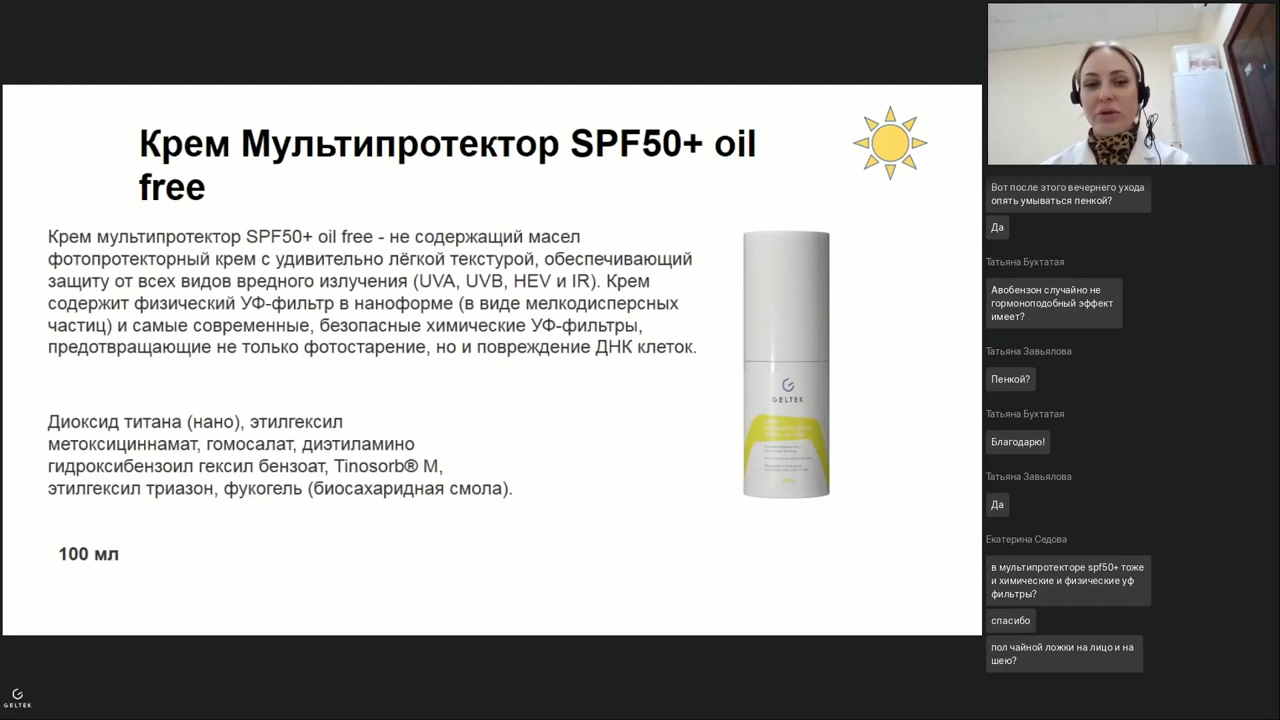 Крем Мультипротектор SPF50+ oil
free
Крем мультипротектор SPF50+ oil free - не содержащий масел
фотопротекторный крем с удивительно лёгкой текстурой, обеспечивающий
защиту от всех видов вредного излучения (UVA, UVB, HEV и IR). Крем
содержит физический УФ-фильтр в наноформе (в виде мелкодисперсных
частиц) и самые современные, безопасные химические УФ-фильтры,
предотвращающие не только фотостарение, но и повреждение ДНК клеток.
Диоксид титана (нано), этилгексил
метоксициннамат, гомосалат, диэтиламино
гидроксибензоил гексил бензоат, Tinosorb® M,
этилгексил триазон, фукогель (биосахаридная смола).
100 мл
GELTEK
GELTEK
Вот после этого вечернего ухода
опять умываться пенкой?
Да
Татьяна Бухтатая
Авобензон случайно не
гормоноподобный эффект
имеет?
Татьяна Завьялова
Пенкой?
Татьяна Бухтатая
Благодарю!
Татьяна Завьялова
Да
Екатерина Седова
в мультипротекторе spf50+ тоже
и химические и физические уф
фильтры?
спасибо
пол чайной ложки на лицо и на
шею?